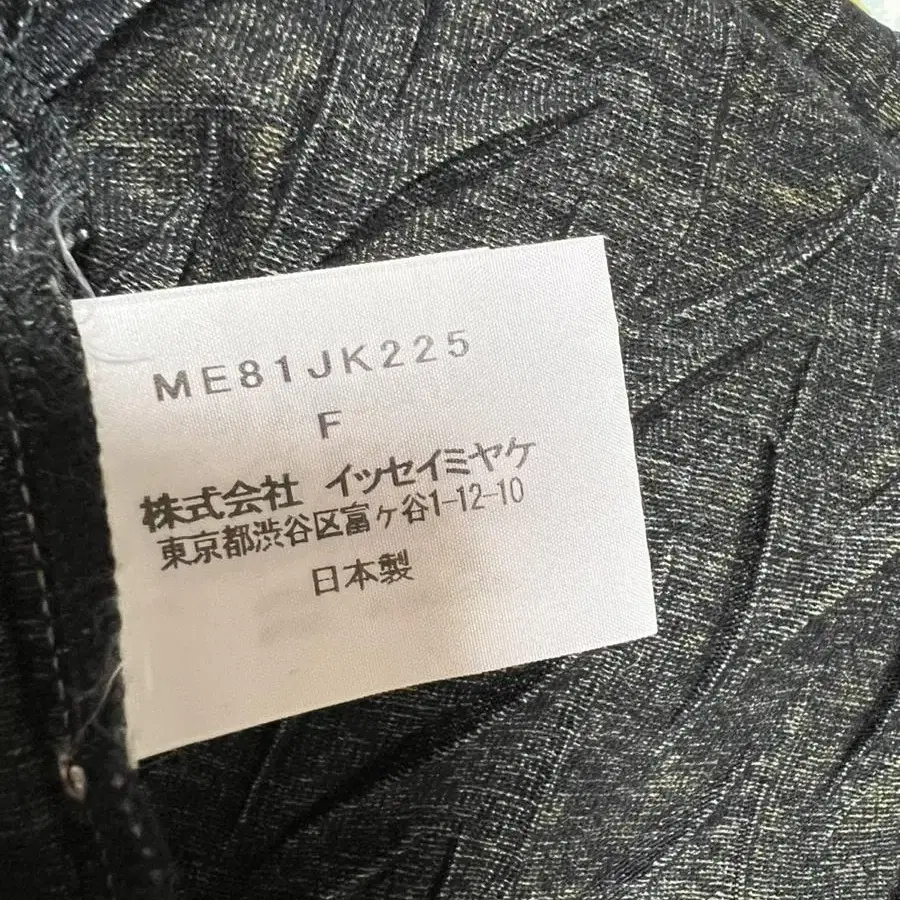 ME81JK225
F
株式会社 イッセイミヤケ
東京都渋谷区富ヶ谷1-12-10
日本製